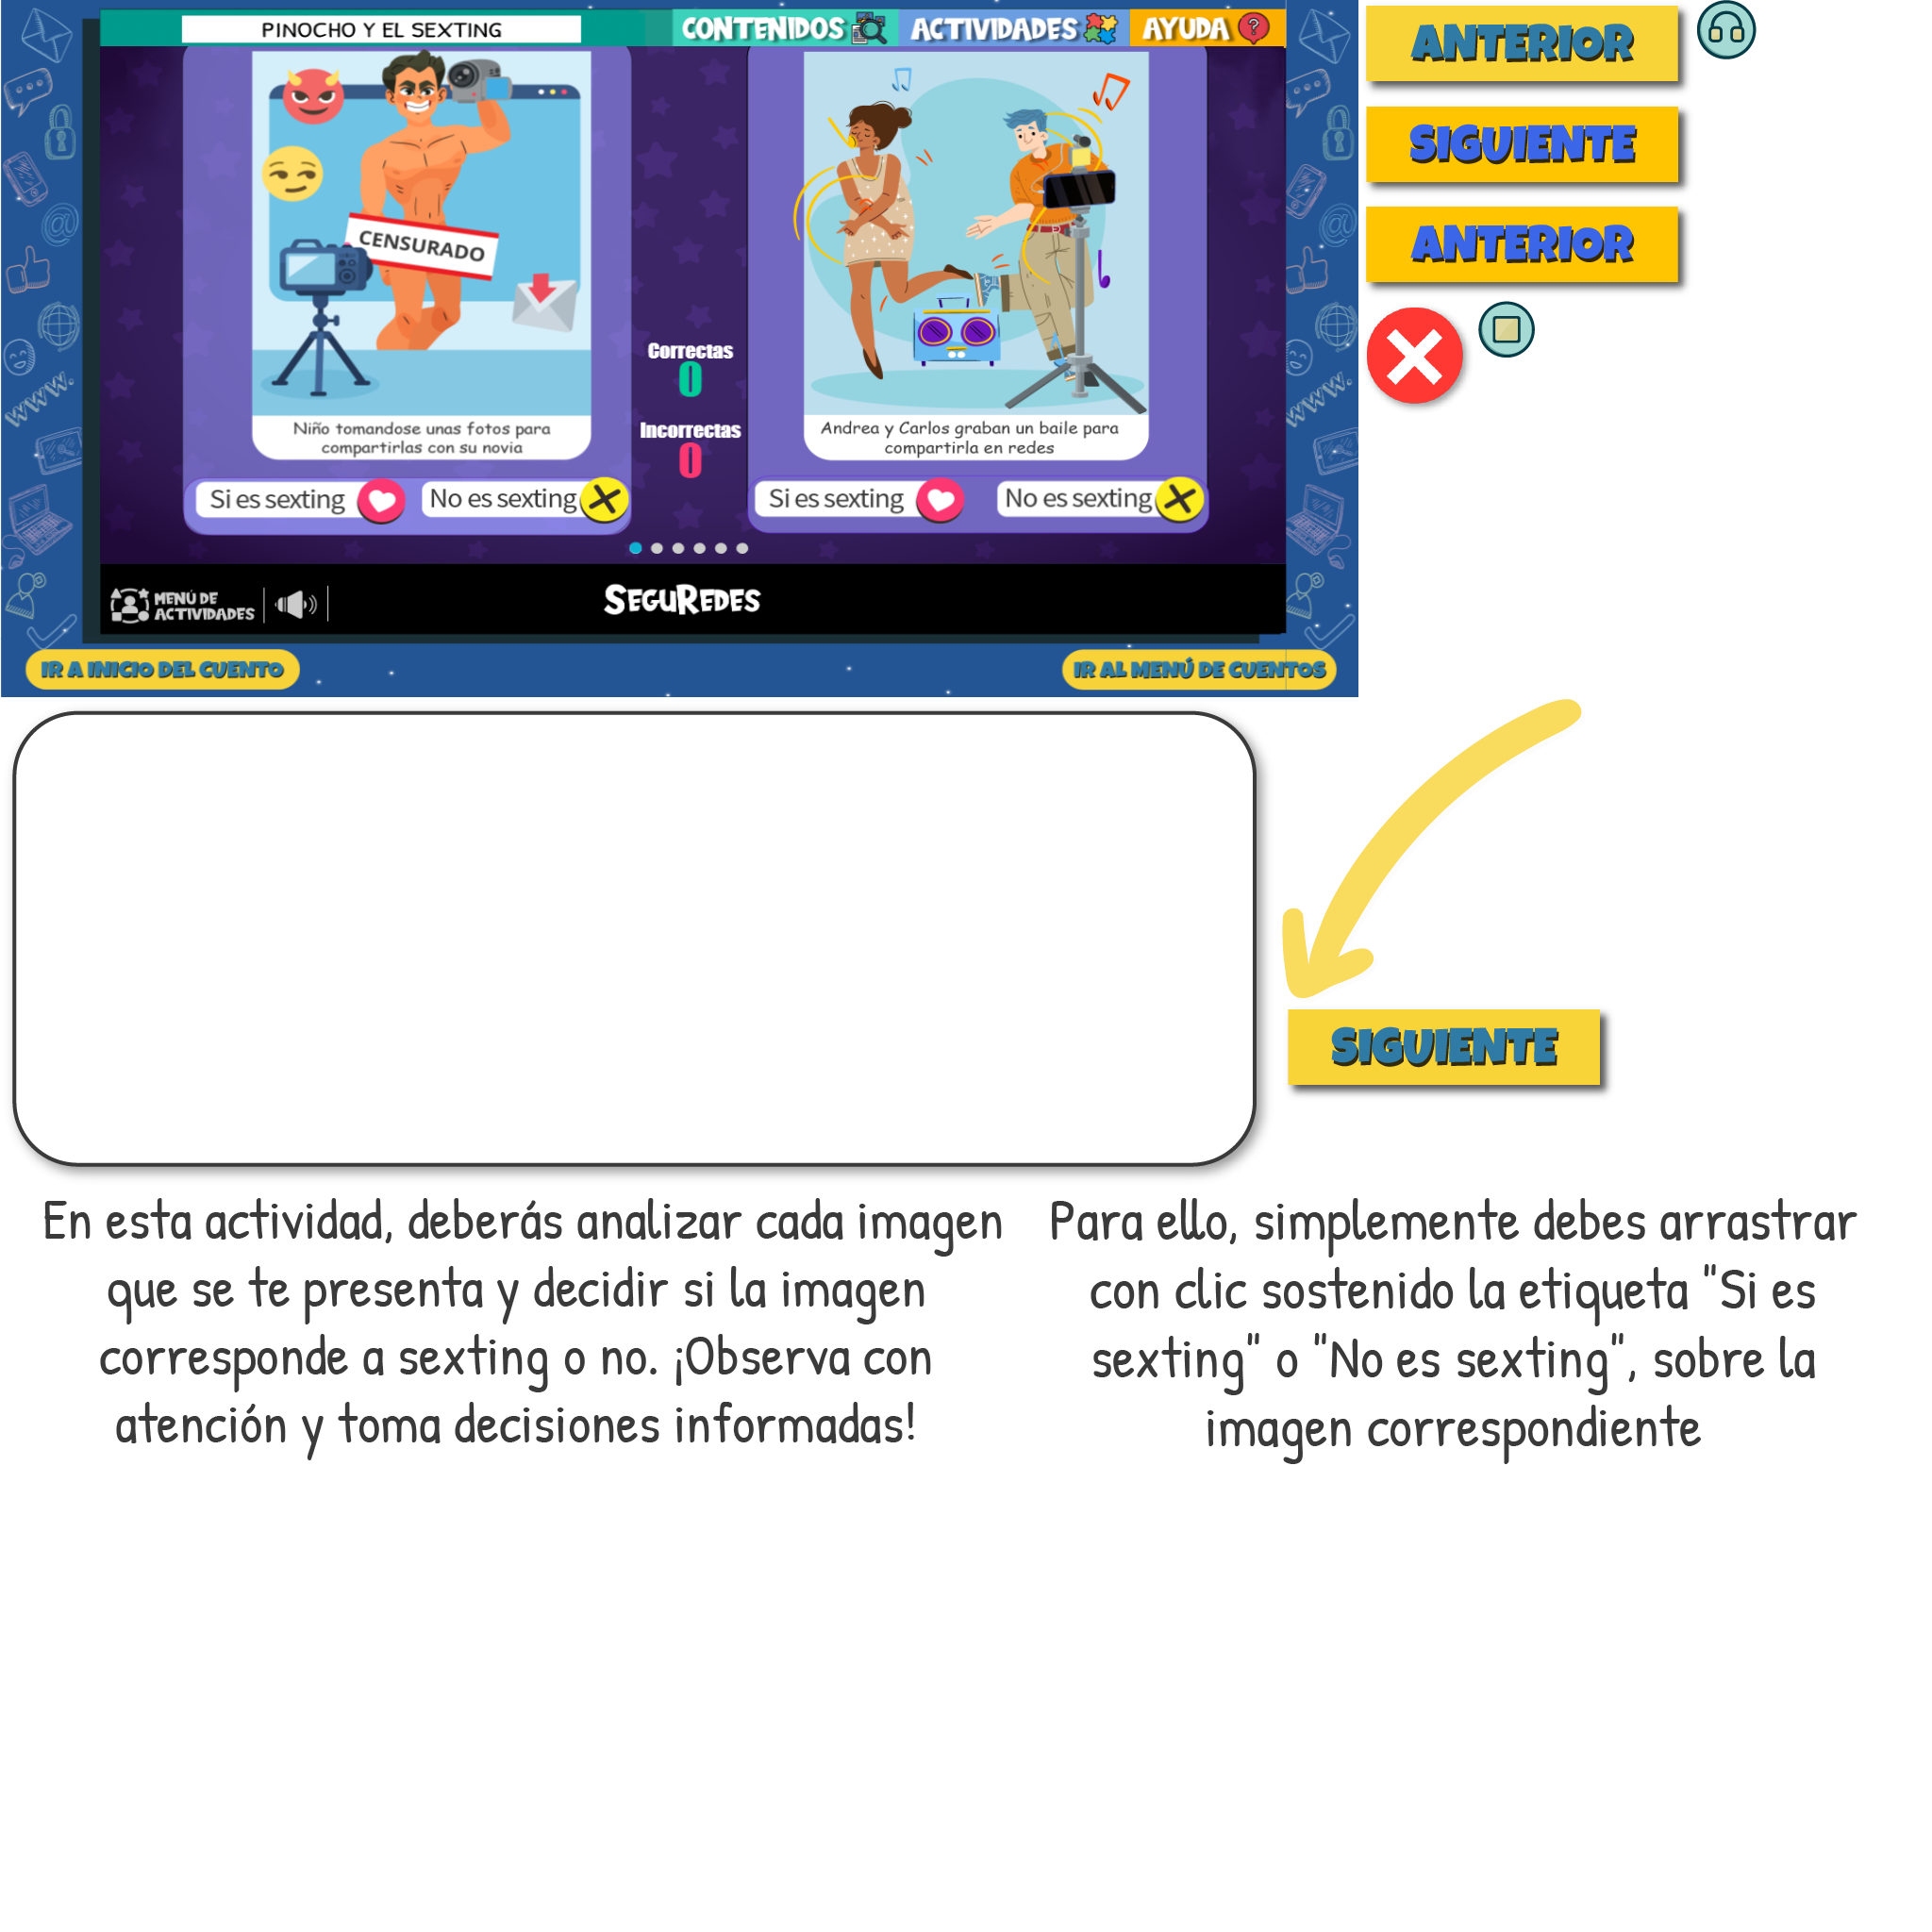 PINOCHO Y EL SEXTING
CONTENIDOS
ACTIVIDADES
AYUDA
?
CENSURADO
Niño tomandose unas fotos para
compartirlas con su novia
Si es sexting
No es sexting
Correctas
0
Incorrectas
0
Andrea y Carlos graban un baile para
compartirla en redes
Si es sexting
No es sexting
MENÚ DE
ACTIVIDADES
SEGUREDES
IR A INICIO DEL CUENTO
IR AL MENÚ DE CUENTOS
@
www.
@
www.
ANTERIOR
SIGUIENTE
ANTERIOR
SIGUIENTE
En esta actividad, deberás analizar cada imagen
que se te presenta y decidir si la imagen
corresponde a sexting o no. ¡Observa con
atención y toma decisiones informadas!
Para ello, simplemente debes arrastrar
con clic sostenido la etiqueta "Si es
sexting" o "No es sexting", sobre la
imagen correspondiente